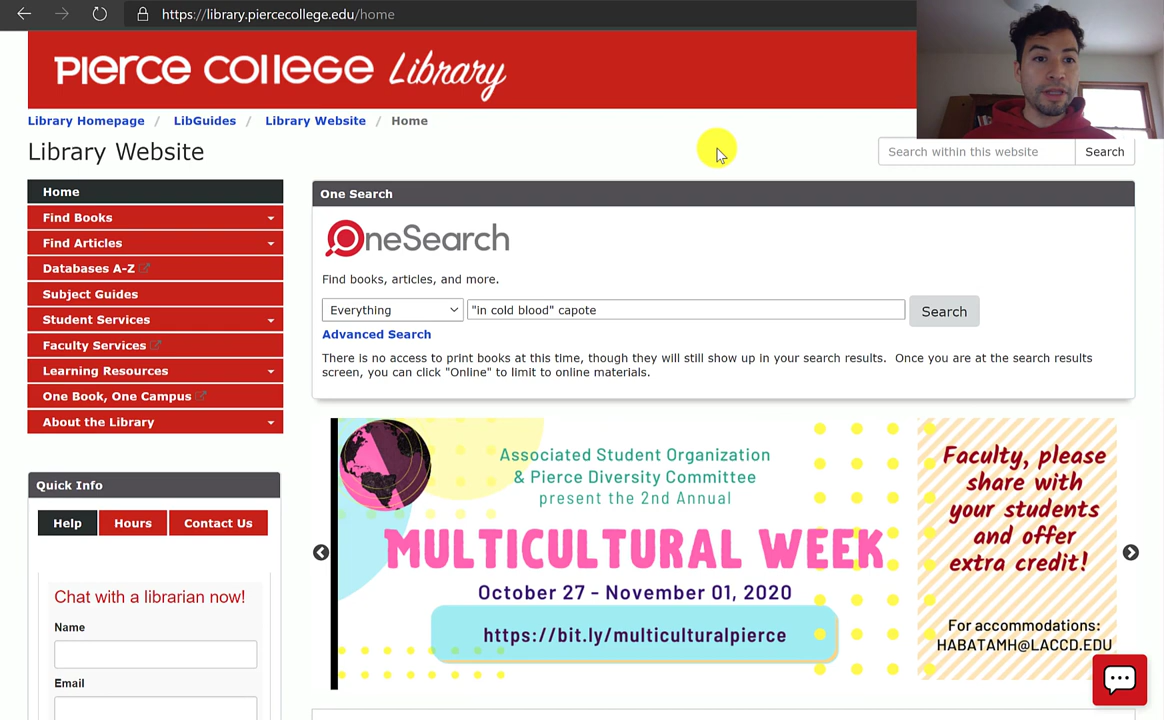 https://library.piercecollege.edu/home
PIERCE COLLEGE Library
Library Homepage / LibGuides / Library Website / Home
Library Website
Search within this website
Search
Home
Find Books
Find Articles
Databases A-Z
Subject Guides
Student Services
Faculty Services
Learning Resources
One Book, One Campus
About the Library
Quick Info
Help
Hours
Contact Us
Chat with a librarian now!
Name
Email
One Search
OneSearch
Find books, articles, and more.
Everything
"in cold blood" capote
Search
Advanced Search
There is no access to print books at this time, though they will still show up in your search results. Once you are at the search results
screen, you can click "Online" to limit to online materials.
Associated Student Organization
& Pierce Diversity Committee
present the 2nd Annual
MULTICULTURAL WEEK
October 27 - November 01, 2020
https://bit.ly/multiculturalpierce
Faculty, please
share with
your students
and offer
extra credit!
For accommodations:
HABATAMH@LACCD.EDU